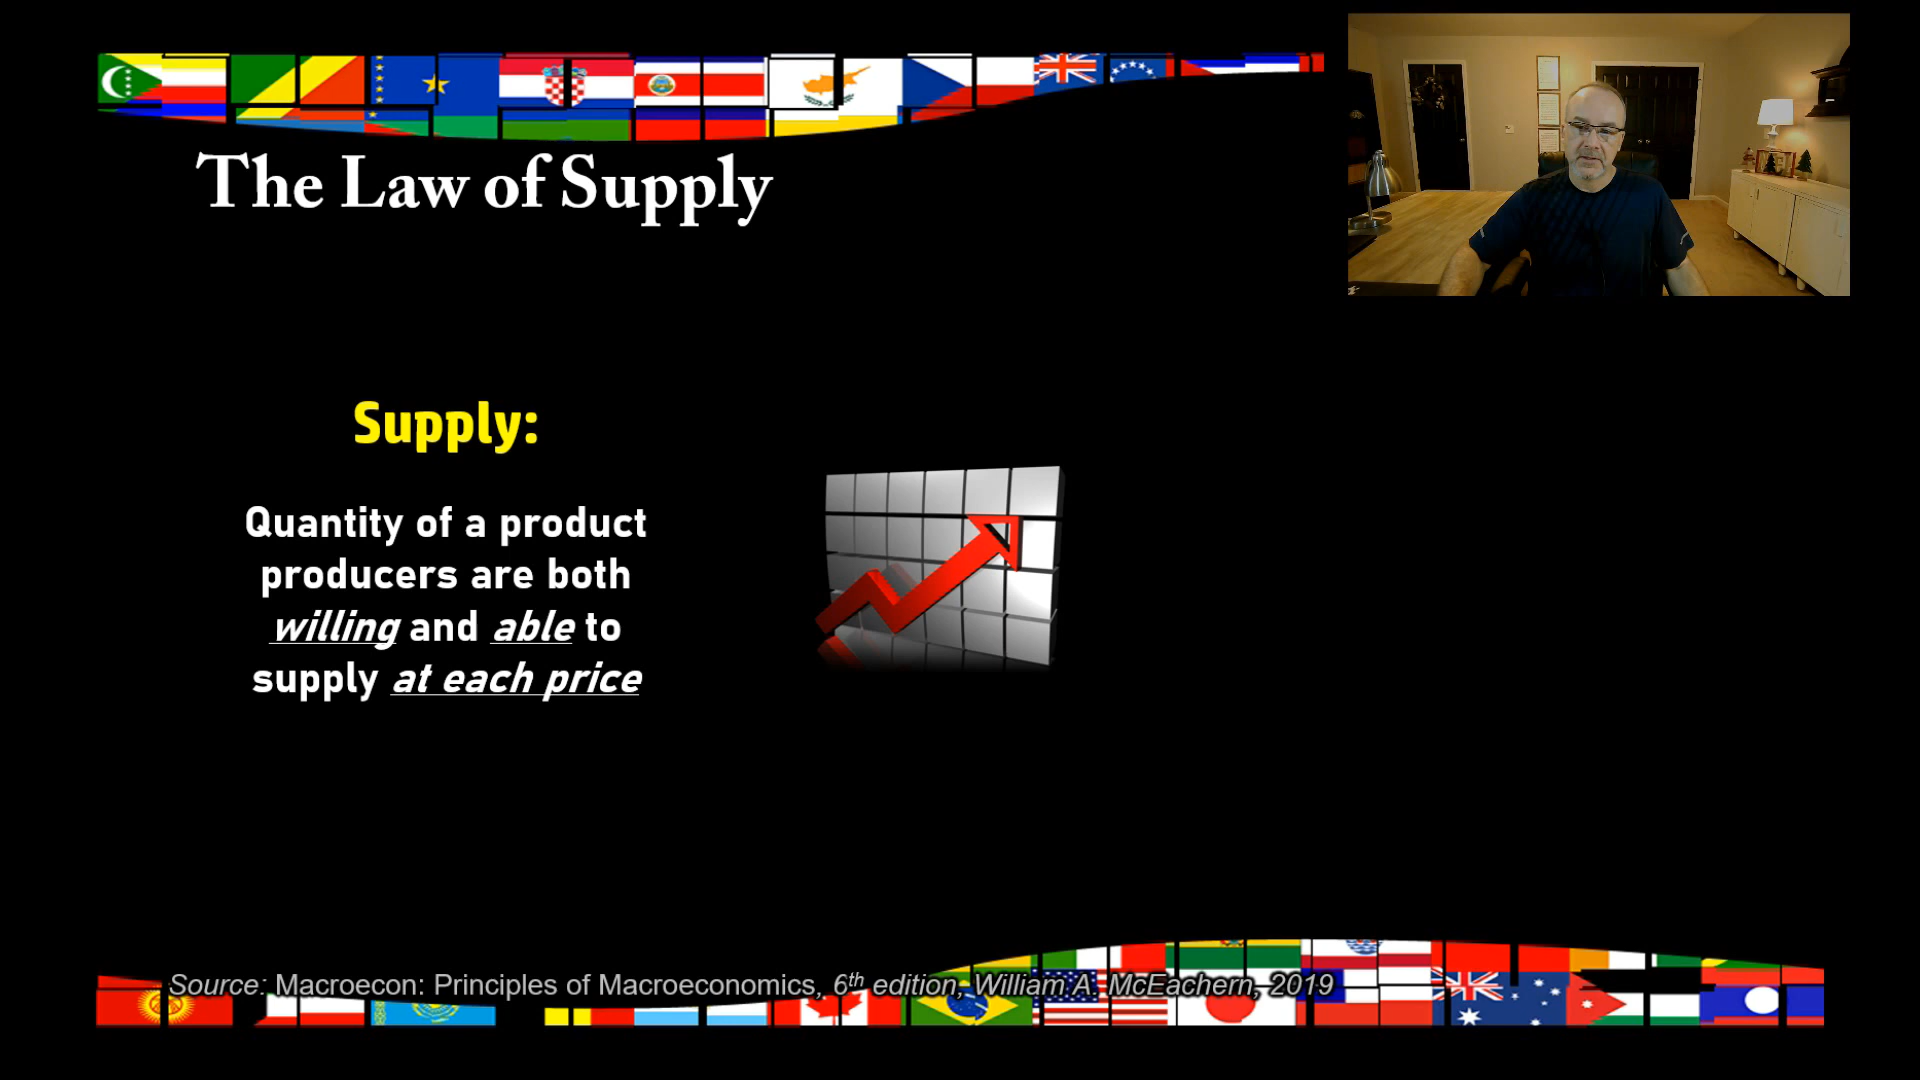 The Law of Supply
Supply:
Quantity of a product
producers are both
willing and able to
supply at each price
Source: Macroecon: Principles of Macroeconomics, 6th edition, William A. McEachern, 2019